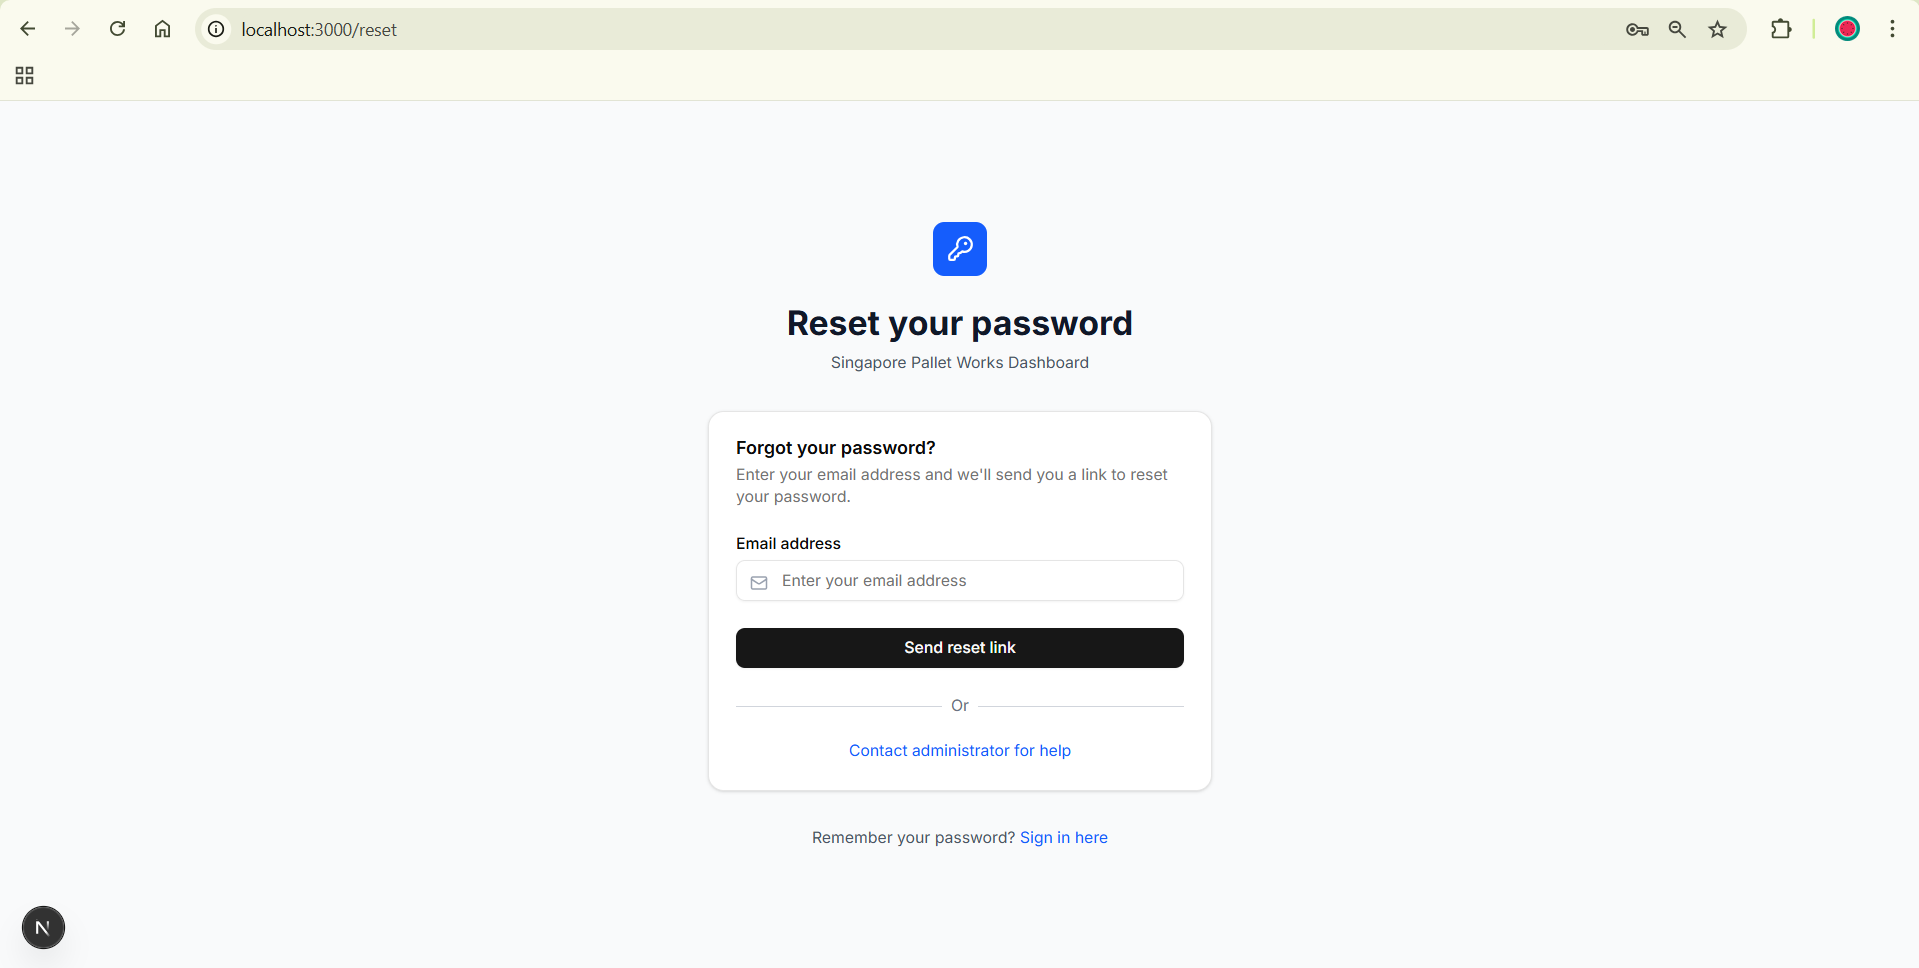 localhost:3000/reset
Reset your password
Singapore Pallet Works Dashboard
Forgot your password?
Enter your email address and we'll send you a link to reset
your password.
Email address
Enter your email address
Send reset link
Or
Contact administrator for help
Remember your password? Sign in here
N